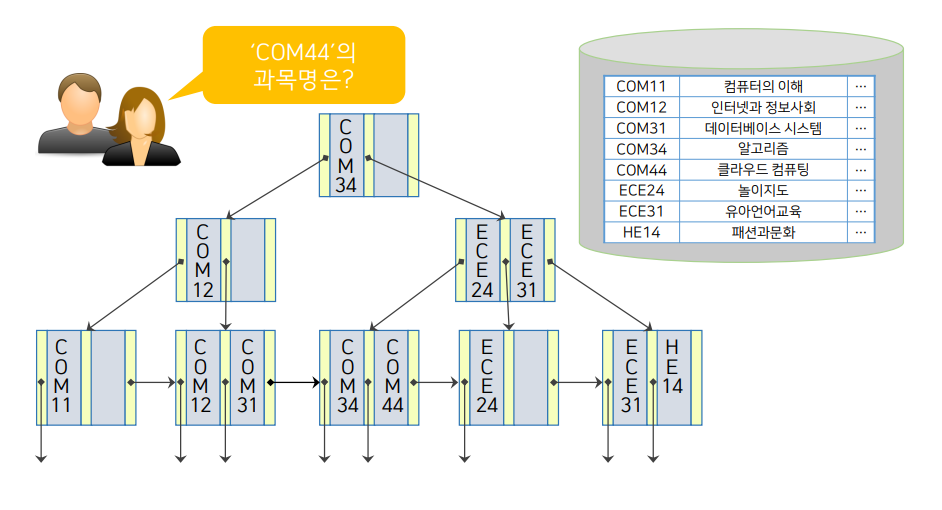 ‘COM44’의
과목명은?
COM11 컴퓨터의 이해 ···
COM12 인터넷과 정보사회 ···
COM31 데이터베이스 시스템 ···
COM34 알고리즘 ···
COM44 클라우드 컴퓨팅 ···
ECE24 놀이지도 ···
ECE31 유아언어교육 ···
HE14 패션과문화 ···
COM34
COM12
ECE24 ECE31
COM11
COM12 COM31
COM34 COM44
ECE24
ECE31 HE14